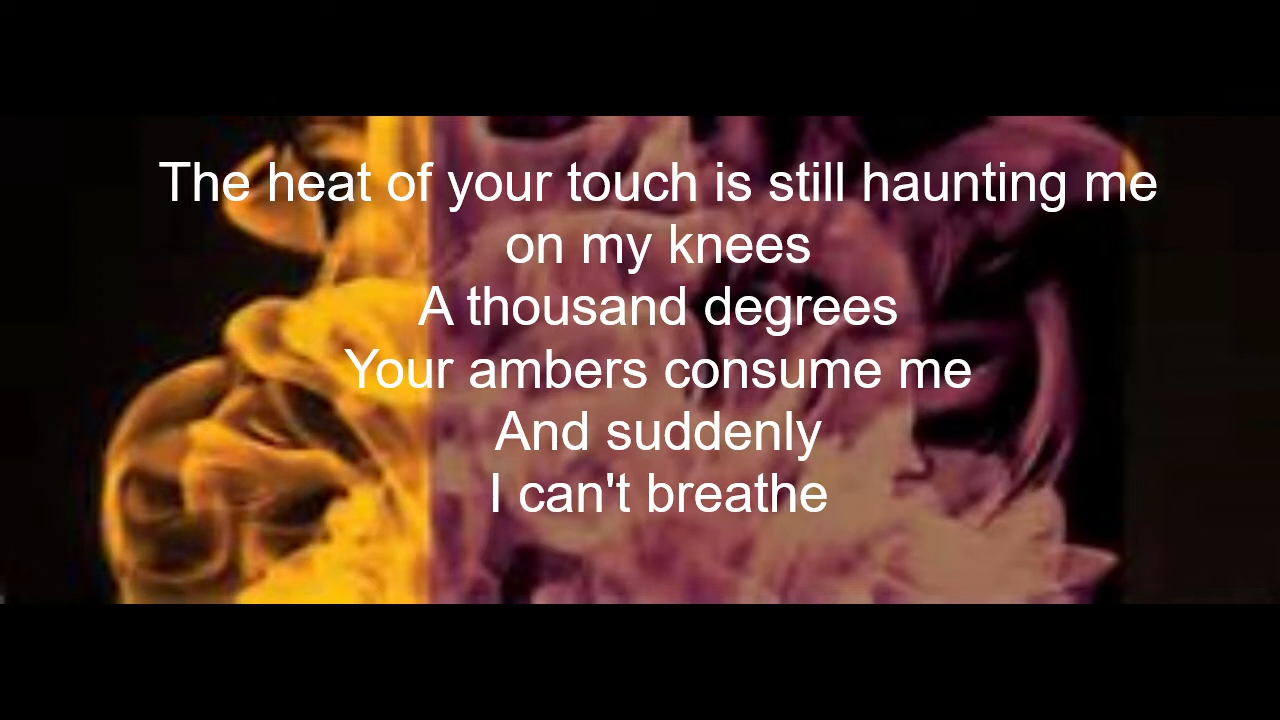 The heat of your touch is still haunting me
on my knees
A thousand degrees
Your ambers consume me
And suddenly
I can't breathe